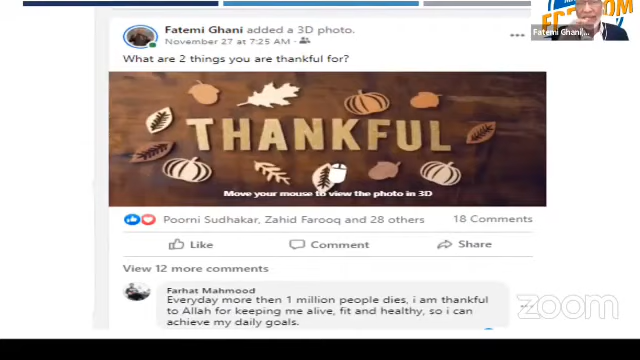 Fatemi Ghani added a 3D photo.
November 27 at 7:25 AM
What are 2 things you are thankful for?
THANKFUL
Move your mouse to view the photo in 3D
Poorni Sudhakar, Zahid Farooq and 28 others 18 Comments
Like Comment Share
View 12 more comments
Farhat Mahmood
Everyday more then 1 million people dies, i am thankful
to Allah for keeping me alive, fit and healthy, so i can
achieve my daily goals.
Fatemi Ghani
zoom